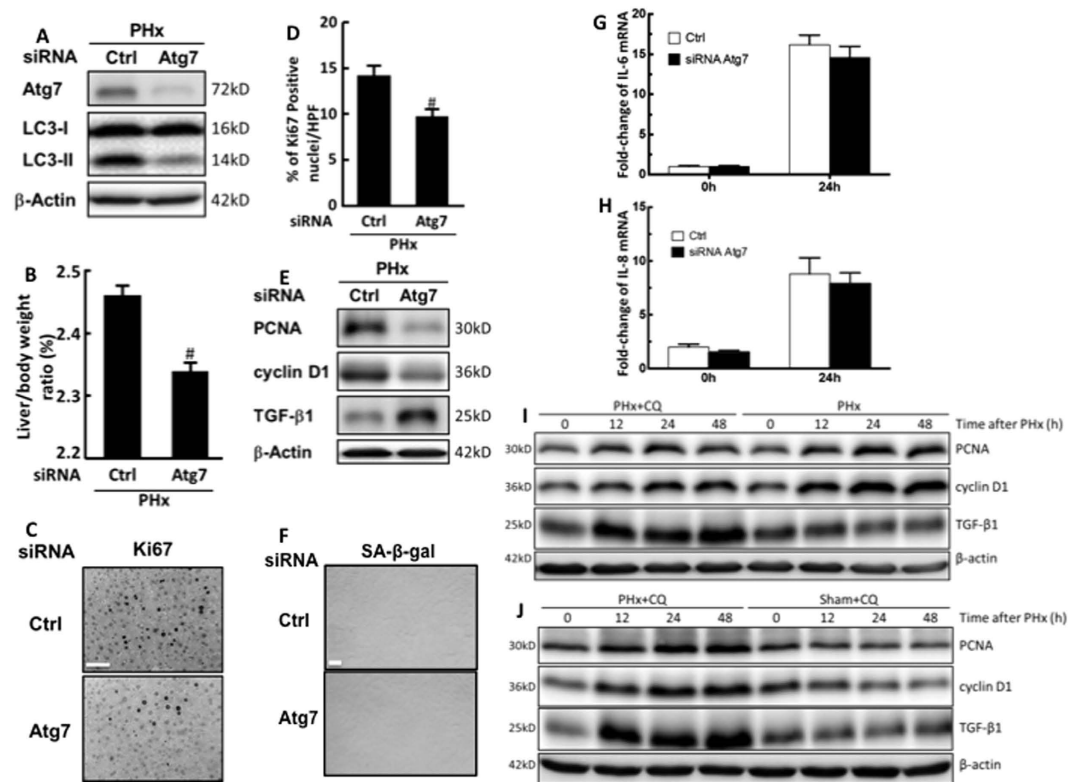 A
PHx
siRNA Ctrl Atg7
Atg7 72kD
LC3-I 16kD
LC3-II 14kD
β-Actin 42kD
B
Liver/body weight
ratio (%)
2.5
2.4
2.3
2.2
#
siRNA Ctrl Atg7
PHx
C
siRNA Ki67
Ctrl
Atg7
D
% of Ki67 Positive
nuclei/HPF
20
15
10
5
0
#
siRNA Ctrl Atg7
PHx
E
PHx
siRNA Ctrl Atg7
PCNA 30kD
cyclin D1 36kD
TGF-β1 25kD
β-Actin 42kD
F
siRNA SA-β-gal
Ctrl
Atg7
G
Fold-change of IL-6 mRNA
20
15
10
5
0
Ctrl
siRNA Atg7
0h 24h
H
Fold-change of IL-8 mRNA
15
10
5
0
Ctrl
siRNA Atg7
0h 24h
I
PHx+CQ PHx
0 12 24 48 0 12 24 48 Time after PHx (h)
30kD PCNA
36kD cyclin D1
25kD TGF-β1
42kD β-actin
J
PHx+CQ Sham+CQ
0 12 24 48 0 12 24 48 Time after PHx (h)
30kD PCNA
36kD cyclin D1
25kD TGF-β1
42kD β-actin